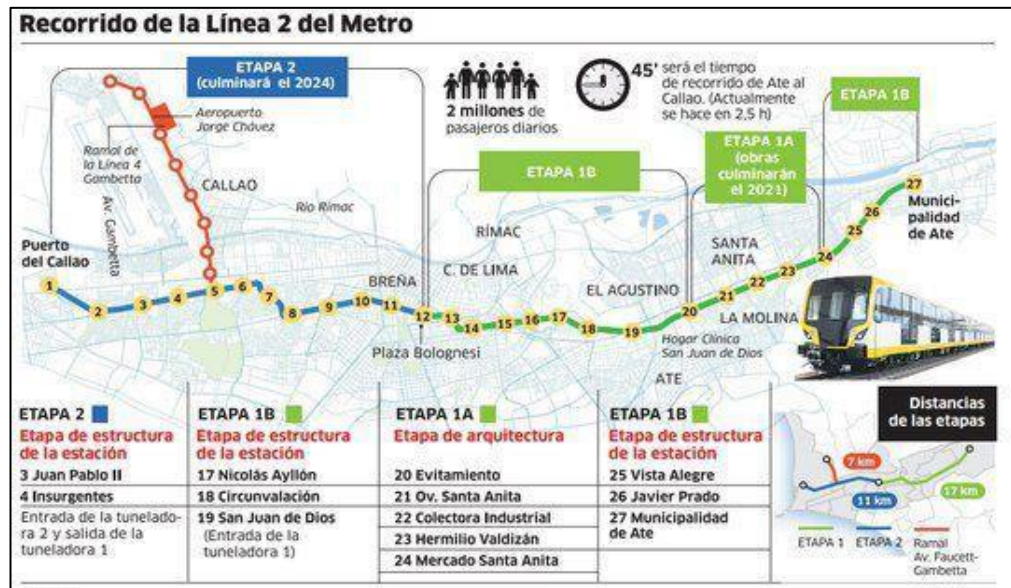 Recorrido de la Línea 2 del Metro
ETAPA 2
(culminará el 2024)
2 millones de
pasajeros diarios
45' será el tiempo
de recorrido de Ate al
Callao. (Actualmente
se hace en 2,5 h)
ETAPA 1B
ETAPA 1A
(obras
culminarán
el 2021)
ETAPA 1B
Aeropuerto
Jorge Chávez
Ramal de
la Línea 4
Gambetta
Av. Gambetta
CALLAO
Río Rímac
RÍMAC
C. DE LIMA
BREÑA
EL AGUSTINO
SANTA
ANITA
LA MOLINA
ATE
Puerto
del Callao
Plaza Bolognesi
Hogar Clínica
San Juan de Dios
Munici-
palidad
de Ate
1
2
3
4
5
6
7
8
9
10
11
12
13
14
15
16
17
18
19
20
21
22
23
24
25
26
27
ETAPA 2
Etapa de estructura
de la estación
3 Juan Pablo II
4 Insurgentes
Entrada de la tunelado-
ra 2 y salida de la
tuneladora 1
ETAPA 1B
Etapa de estructura
de la estación
17 Nicolás Ayllón
18 Circunvalación
19 San Juan de Dios
(Entrada de la
tuneladora 1)
ETAPA 1A
Etapa de arquitectura
20 Evitamiento
21 Ov. Santa Anita
22 Colectora Industrial
23 Hermilio Valdizán
24 Mercado Santa Anita
ETAPA 1B
Etapa de estructura
de la estación
25 Vista Alegre
26 Javier Prado
27 Municipalidad
de Ate
Distancias
de las etapas
7 km
11 km
17 km
ETAPA 1
ETAPA 2
Ramal
Av. Faucett-
Gambetta